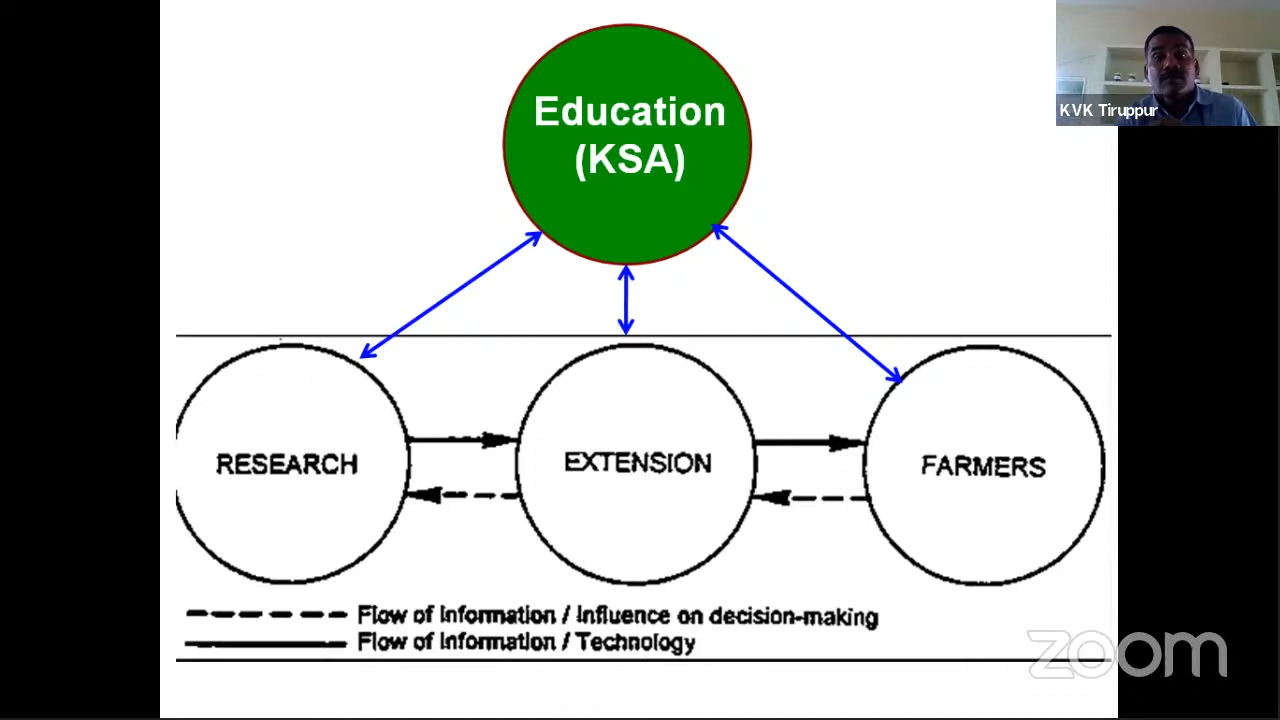 Education
(KSA)
KVK Tiruppur
RESEARCH
EXTENSION
FARMERS
Flow of Information / Influence on decision-making
Flow of Information / Technology
zoom